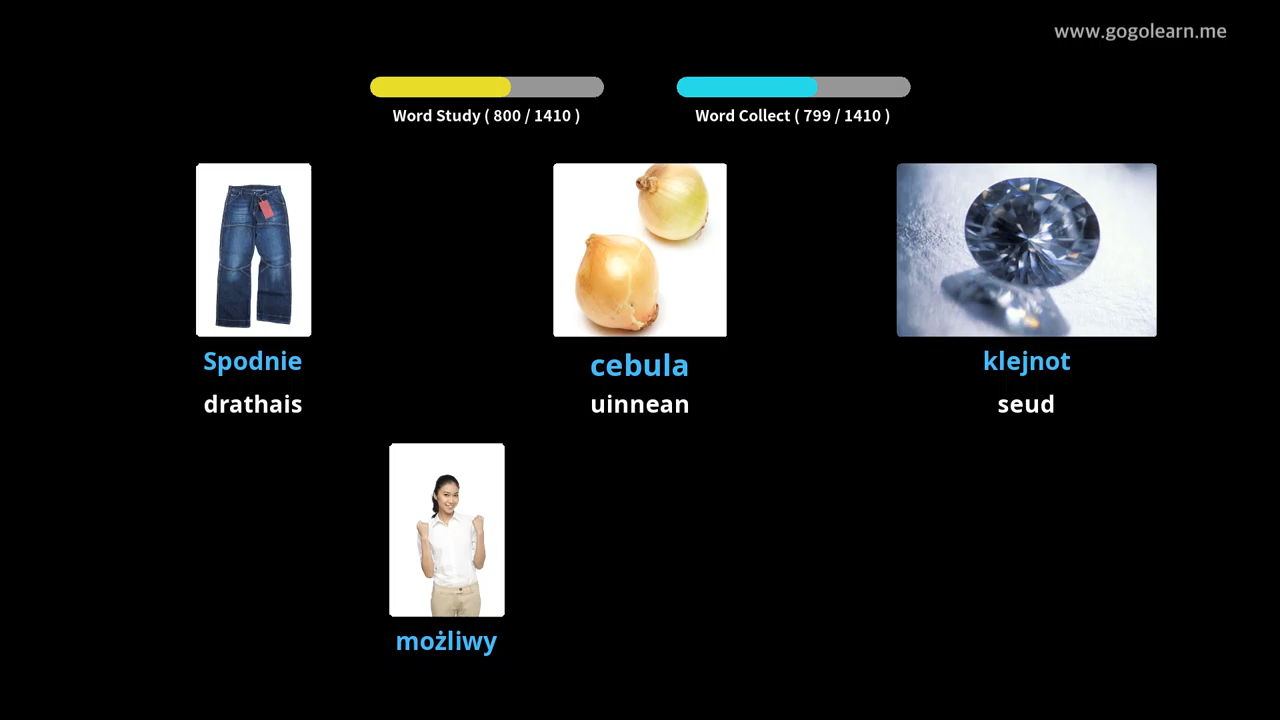 www.gogolearn.me
Word Study ( 800 / 1410 )
Word Collect ( 799 / 1410 )
Spodnie
cebula
klejnot
drathais
uinnean
seud
możliwy